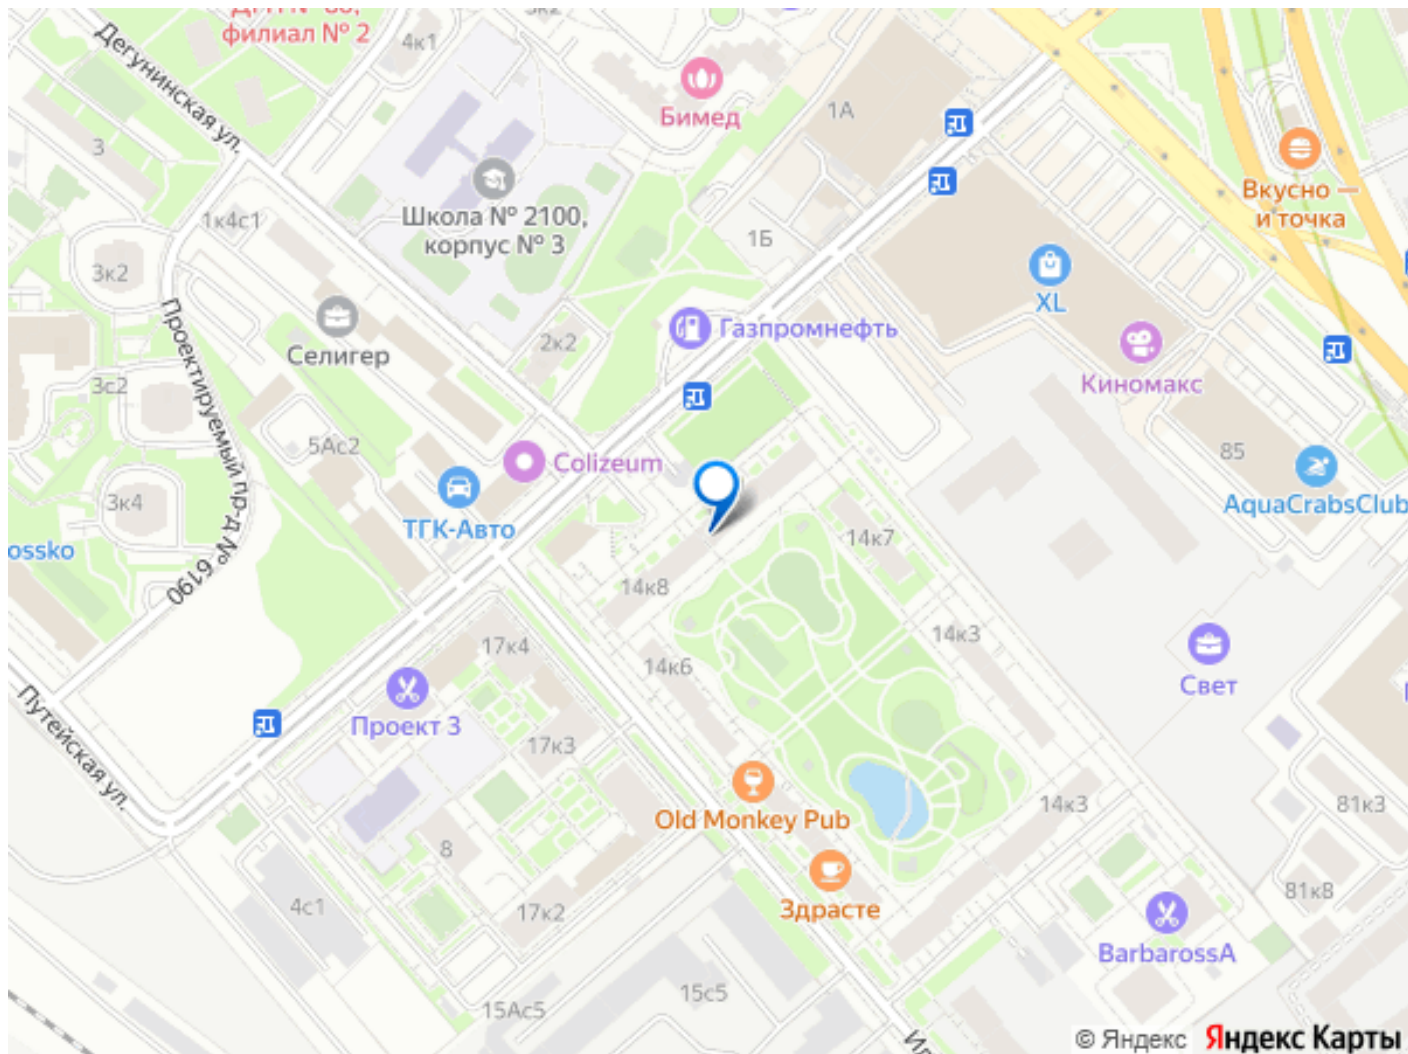 филиал № 2
4к1
Дегунинская ул.
Бимед
1А
3
Школа № 2100,
корпус № 3
Вкусно —
и точка
1к4с1
1Б
3к2
XL
Газпромнефть
2к2
Селигер
Киномакс
3с2
Проектируемый пр-д № 6190
5Ас2
Colizeum
85
AquaCrabsClub
3к4
ТГК-Авто
14к7
ossko
14к8
14к3
17к4
14к6
Свет
Путейская ул.
Проект 3
17к3
14к3
81к3
Old Monkey Pub
8
81к8
4с1
17к2
Здрасте
BarbarossA
15с5
15Ас5
© Яндекс Яндекс Карты